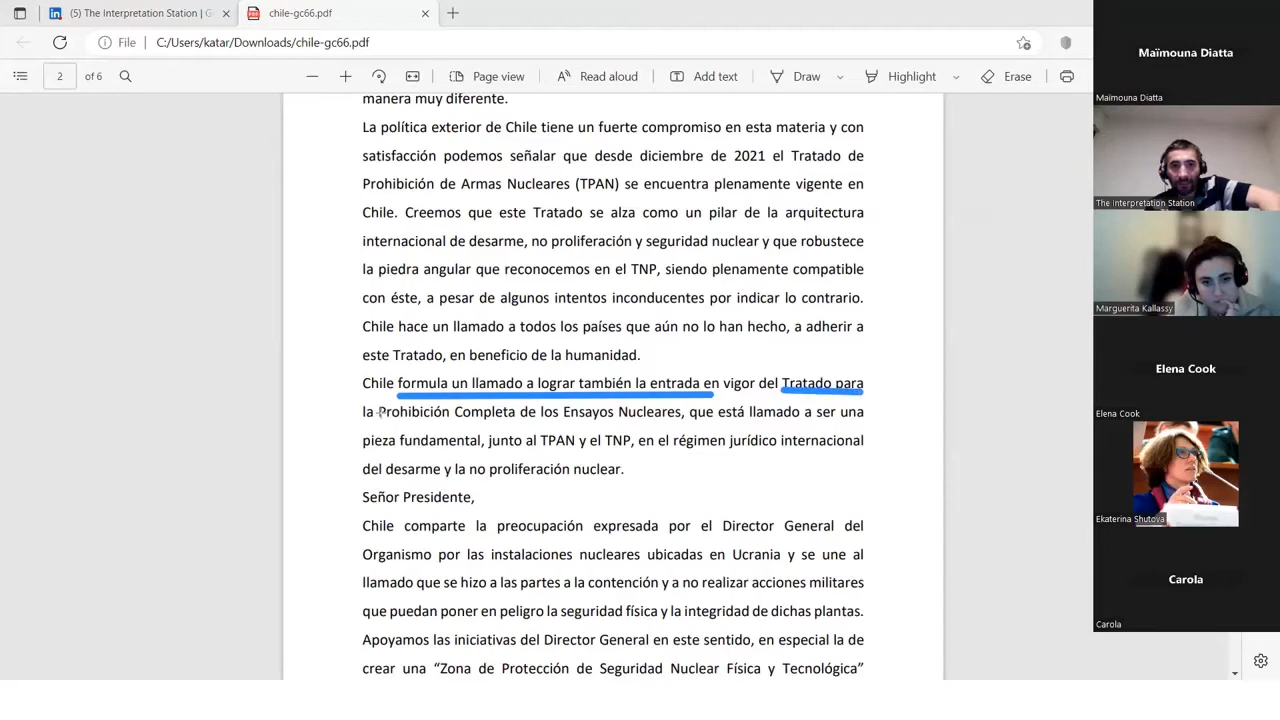 (5) The Interpretation Station | G
chile-gc66.pdf
File C:/Users/katar/Downloads/chile-gc66.pdf
2 of 6 Page view Read aloud Add text Draw Highlight Erase
manera muy diferente.
La política exterior de Chile tiene un fuerte compromiso en esta materia y con
satisfacción podemos señalar que desde diciembre de 2021 el Tratado de
Prohibición de Armas Nucleares (TPAN) se encuentra plenamente vigente en
Chile. Creemos que este Tratado se alza como un pilar de la arquitectura
internacional de desarme, no proliferación y seguridad nuclear y que robustece
la piedra angular que reconocemos en el TNP, siendo plenamente compatible
con éste, a pesar de algunos intentos inconducentes por indicar lo contrario.
Chile hace un llamado a todos los países que aún no lo han hecho, a adherir a
este Tratado, en beneficio de la humanidad.
Chile formula un llamado a lograr también la entrada en vigor del Tratado para
la Prohibición Completa de los Ensayos Nucleares, que está llamado a ser una
pieza fundamental, junto al TPAN y el TNP, en el régimen jurídico internacional
del desarme y la no proliferación nuclear.
Señor Presidente,
Chile comparte la preocupación expresada por el Director General del
Organismo por las instalaciones nucleares ubicadas en Ucrania y se une al
llamado que se hizo a las partes a la contención y a no realizar acciones militares
que puedan poner en peligro la seguridad física y la integridad de dichas plantas.
Apoyamos las iniciativas del Director General en este sentido, en especial la de
crear una “Zona de Protección de Seguridad Nuclear Física y Tecnológica”
Maïmouna Diatta
Maïmouna Diatta
The Interpretation Station
Marguerita Kallassy
Elena Cook
Elena Cook
Ekaterina Shutova
Carola
Carola